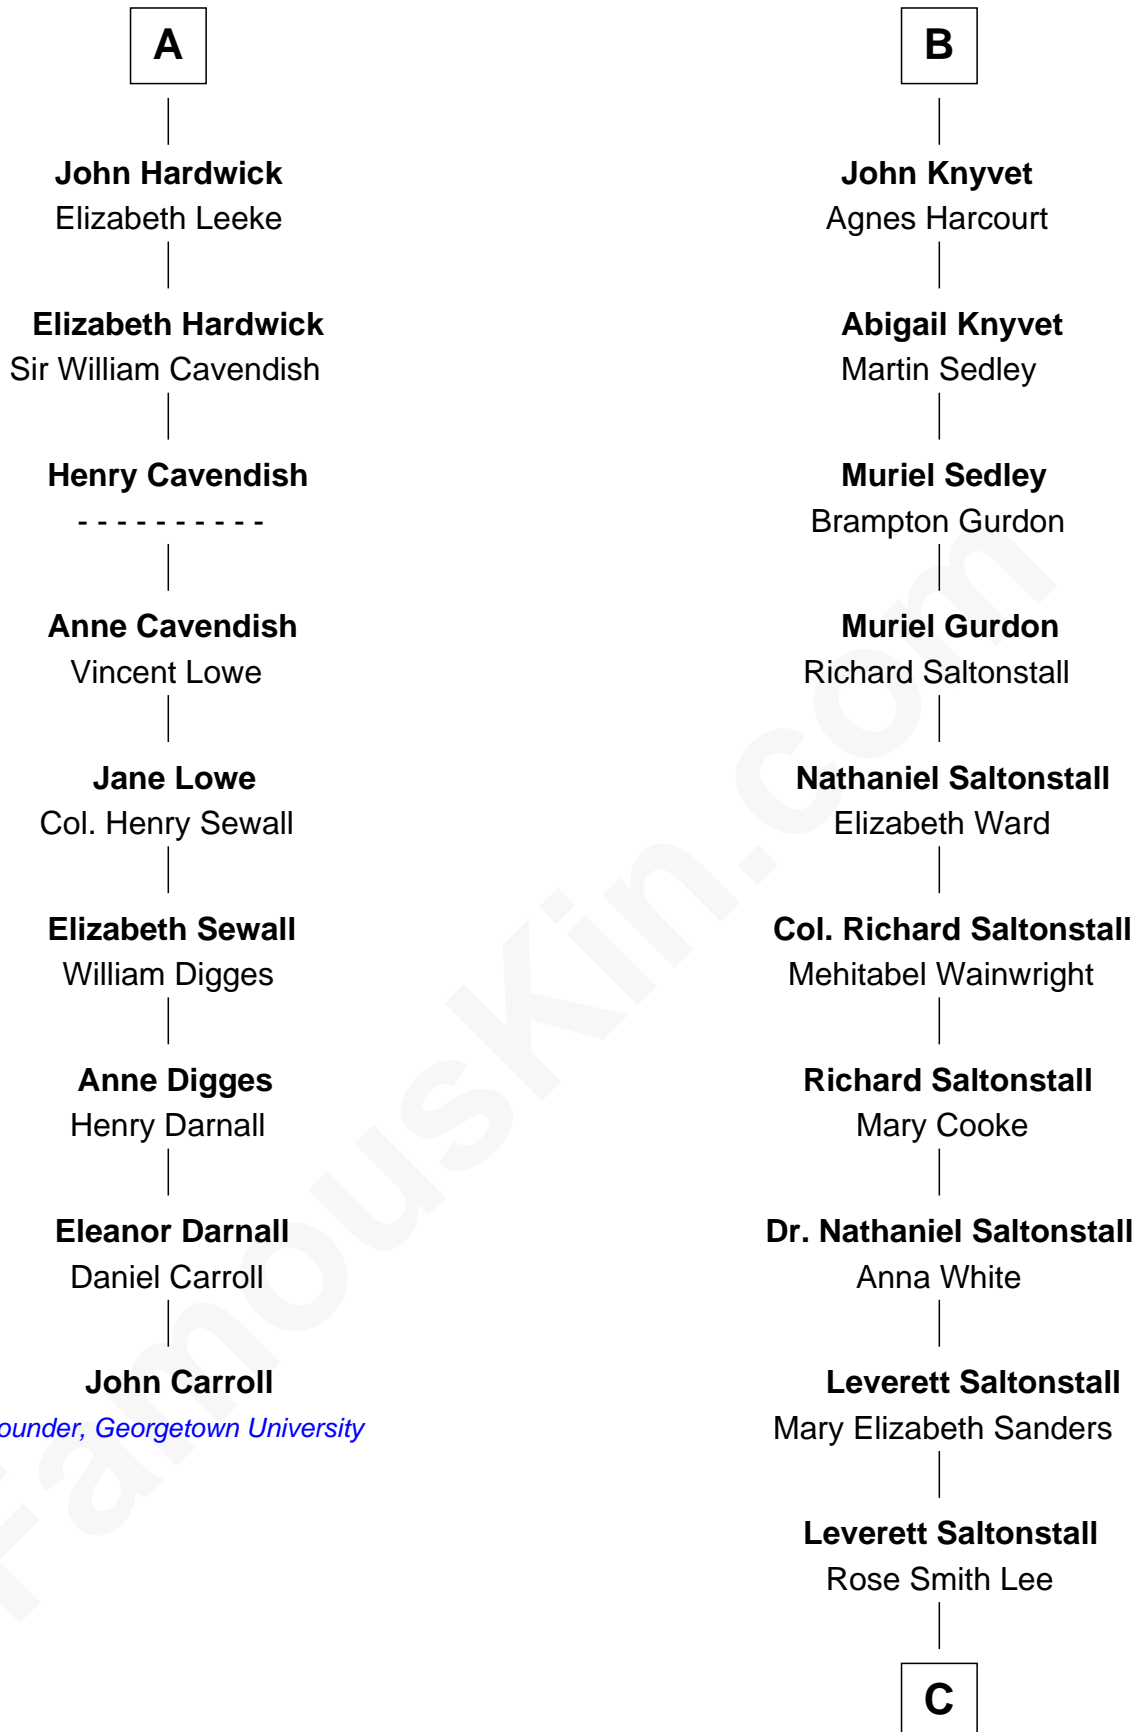 A
John Hardwick
Elizabeth Leeke
Elizabeth Hardwick
Sir William Cavendish
Henry Cavendish
- - - - - - - - - -
Anne Cavendish
Vincent Lowe
Jane Lowe
Col. Henry Sewall
Elizabeth Sewall
William Digges
Anne Digges
Henry Darnall
Eleanor Darnall
Daniel Carroll
John Carroll
ounder, Georgetown University
B
John Knyvet
Agnes Harcourt
Abigail Knyvet
Martin Sedley
Muriel Sedley
Brampton Gurdon
Muriel Gurdon
Richard Saltonstall
Nathaniel Saltonstall
Elizabeth Ward
Col. Richard Saltonstall
Mehitabel Wainwright
Richard Saltonstall
Mary Cooke
Dr. Nathaniel Saltonstall
Anna White
Leverett Saltonstall
Mary Elizabeth Sanders
Leverett Saltonstall
Rose Smith Lee
C
FamousKin.com